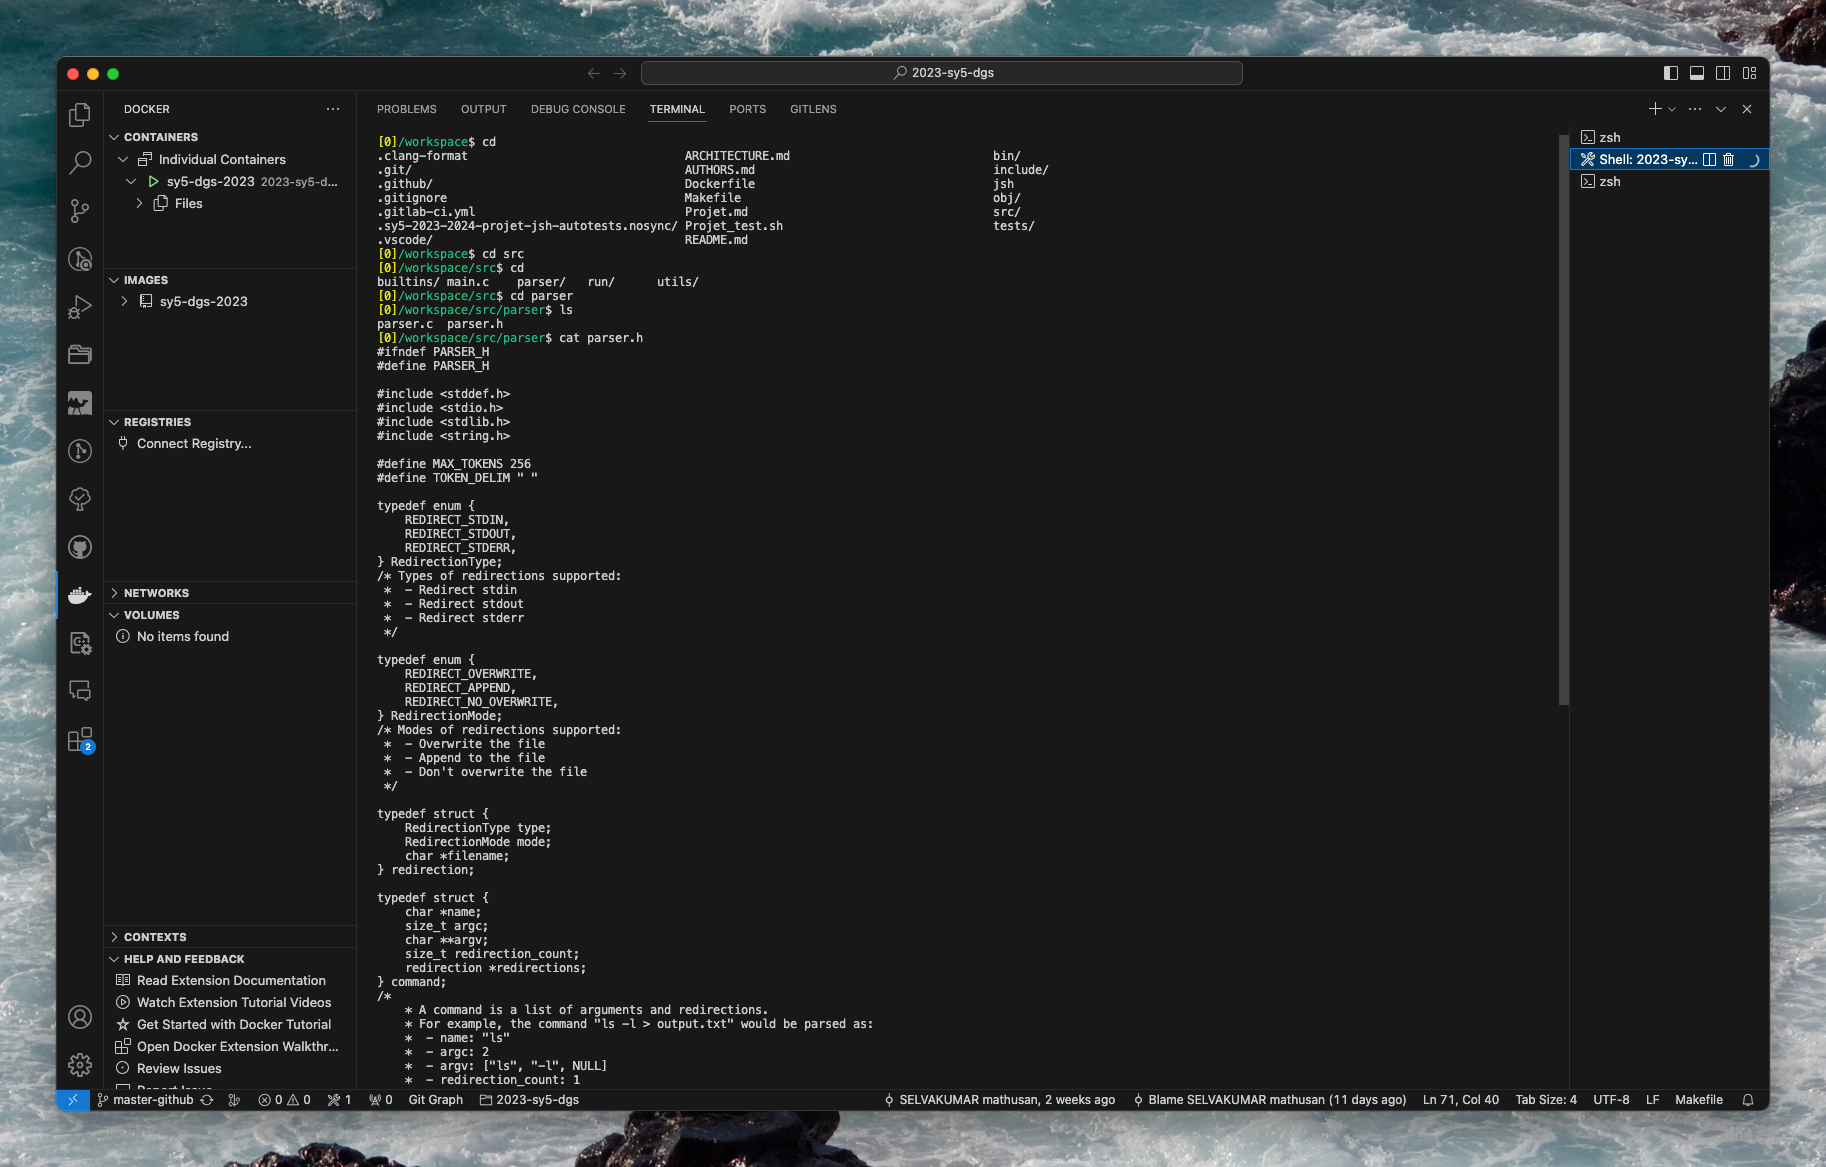 2023-sy5-dgs
DOCKER
CONTAINERS
Individual Containers
sy5-dgs-2023 2023-sy5-d...
Files
IMAGES
sy5-dgs-2023
REGISTRIES
Connect Registry...
NETWORKS
VOLUMES
No items found
CONTEXTS
HELP AND FEEDBACK
Read Extension Documentation
Watch Extension Tutorial Videos
Get Started with Docker Tutorial
Open Docker Extension Walkthr...
Review Issues
2
PROBLEMS OUTPUT DEBUG CONSOLE TERMINAL PORTS GITLENS
[0]/workspace$ cd
.clang-format ARCHITECTURE.md bin/
.git/ AUTHORS.md include/
.github/ Dockerfile jsh
.gitignore Makefile obj/
.gitlab-ci.yml Projet.md src/
.sy5-2023-2024-projet-jsh-autotests.nosync/ Projet_test.sh tests/
.vscode/ README.md
[0]/workspace$ cd src
[0]/workspace/src$ cd
builtins/ main.c parser/ run/ utils/
[0]/workspace/src$ cd parser
[0]/workspace/src/parser$ ls
parser.c parser.h
[0]/workspace/src/parser$ cat parser.h
#ifndef PARSER_H
#define PARSER_H
#include <stddef.h>
#include <stdio.h>
#include <stdlib.h>
#include <string.h>
#define MAX_TOKENS 256
#define TOKEN_DELIM " "
typedef enum {
REDIRECT_STDIN,
REDIRECT_STDOUT,
REDIRECT_STDERR,
} RedirectionType;
/* Types of redirections supported:
* - Redirect stdin
* - Redirect stdout
* - Redirect stderr
*/
typedef enum {
REDIRECT_OVERWRITE,
REDIRECT_APPEND,
REDIRECT_NO_OVERWRITE,
} RedirectionMode;
/* Modes of redirections supported:
* - Overwrite the file
* - Append to the file
* - Don't overwrite the file
*/
typedef struct {
RedirectionType type;
RedirectionMode mode;
char *filename;
} redirection;
typedef struct {
char *name;
size_t argc;
char **argv;
size_t redirection_count;
redirection *redirections;
} command;
/*
* A command is a list of arguments and redirections.
* For example, the command "ls -l > output.txt" would be parsed as:
* - name: "ls"
* - argc: 2
* - argv: ["ls", "-l", NULL]
* - redirection_count: 1
zsh
Shell: 2023-sy...
zsh
master-github 0 0 1 0 Git Graph 2023-sy5-dgs SELVAKUMAR mathusan, 2 weeks ago Blame SELVAKUMAR mathusan (11 days ago) Ln 71, Col 40 Tab Size: 4 UTF-8 LF Makefile